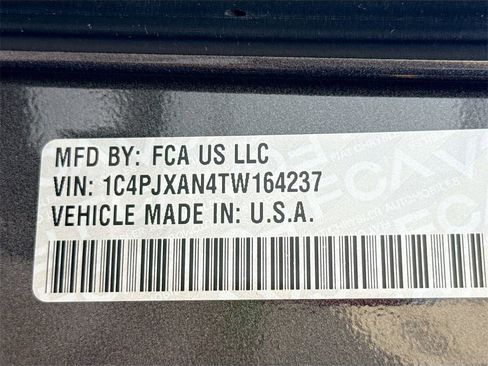 MFD BY: FCA US LLC
VIN: 1C4PJXAN4TW164237
VEHICLE MADE IN: U.S.A.